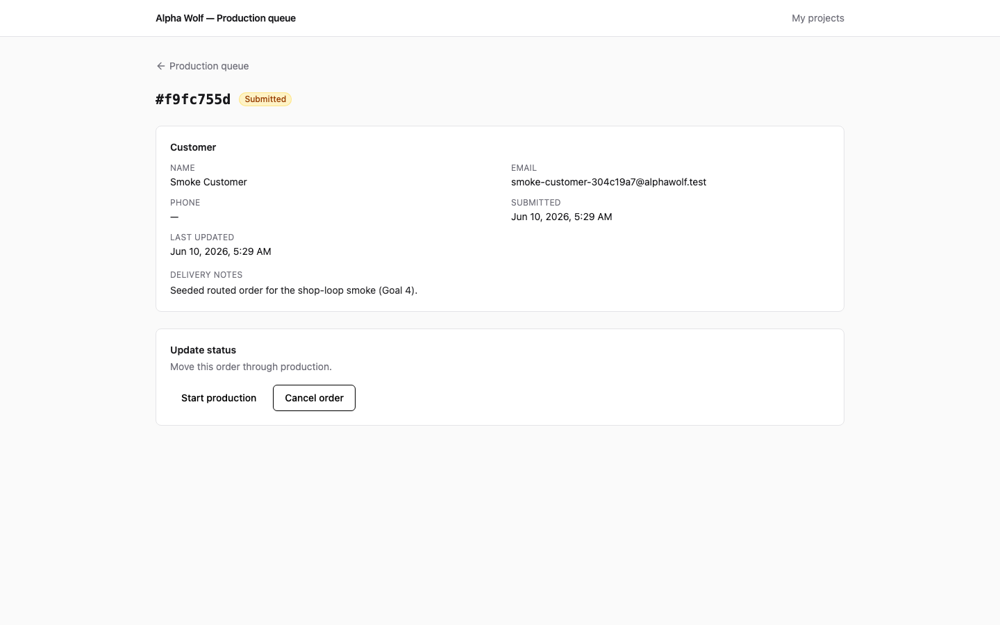 Alpha Wolf — Production queue
My projects
← Production queue
#f9fc755d
Submitted
Customer
NAME
Smoke Customer
EMAIL
smoke-customer-304c19a7@alphawolf.test
PHONE
—
SUBMITTED
Jun 10, 2026, 5:29 AM
LAST UPDATED
Jun 10, 2026, 5:29 AM
DELIVERY NOTES
Seeded routed order for the shop-loop smoke (Goal 4).
Update status
Move this order through production.
Start production
Cancel order